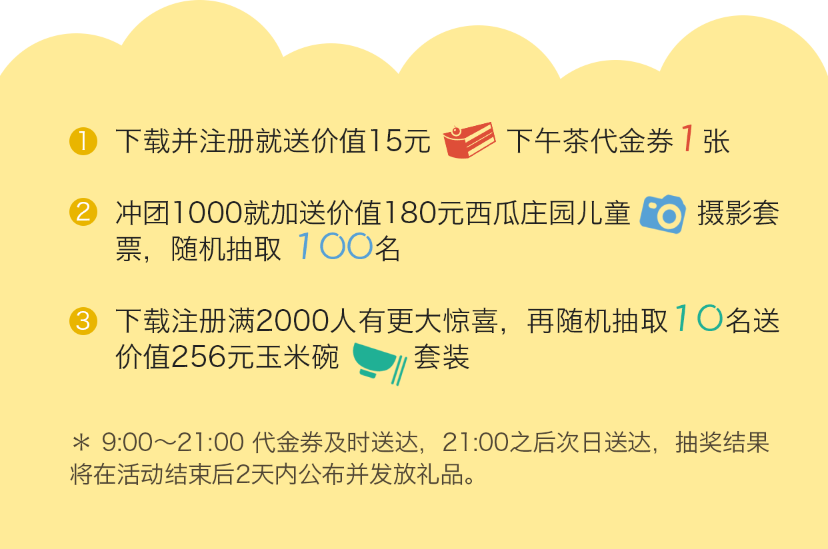 1 下载并注册就送价值15元 下午茶代金券1张
2 冲团1000就加送价值180元西瓜庄园儿童 摄影套
票，随机抽取 100名
3 下载注册满2000人有更大惊喜，再随机抽取10名送
价值256元玉米碗 套装
＊ 9:00～21:00 代金券及时送达，21:00之后次日送达，抽奖结果
将在活动结束后2天内公布并发放礼品。